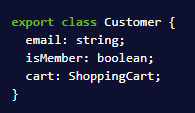 export class Customer {
  email: string;
  isMember: boolean;
  cart: ShoppingCart;
}